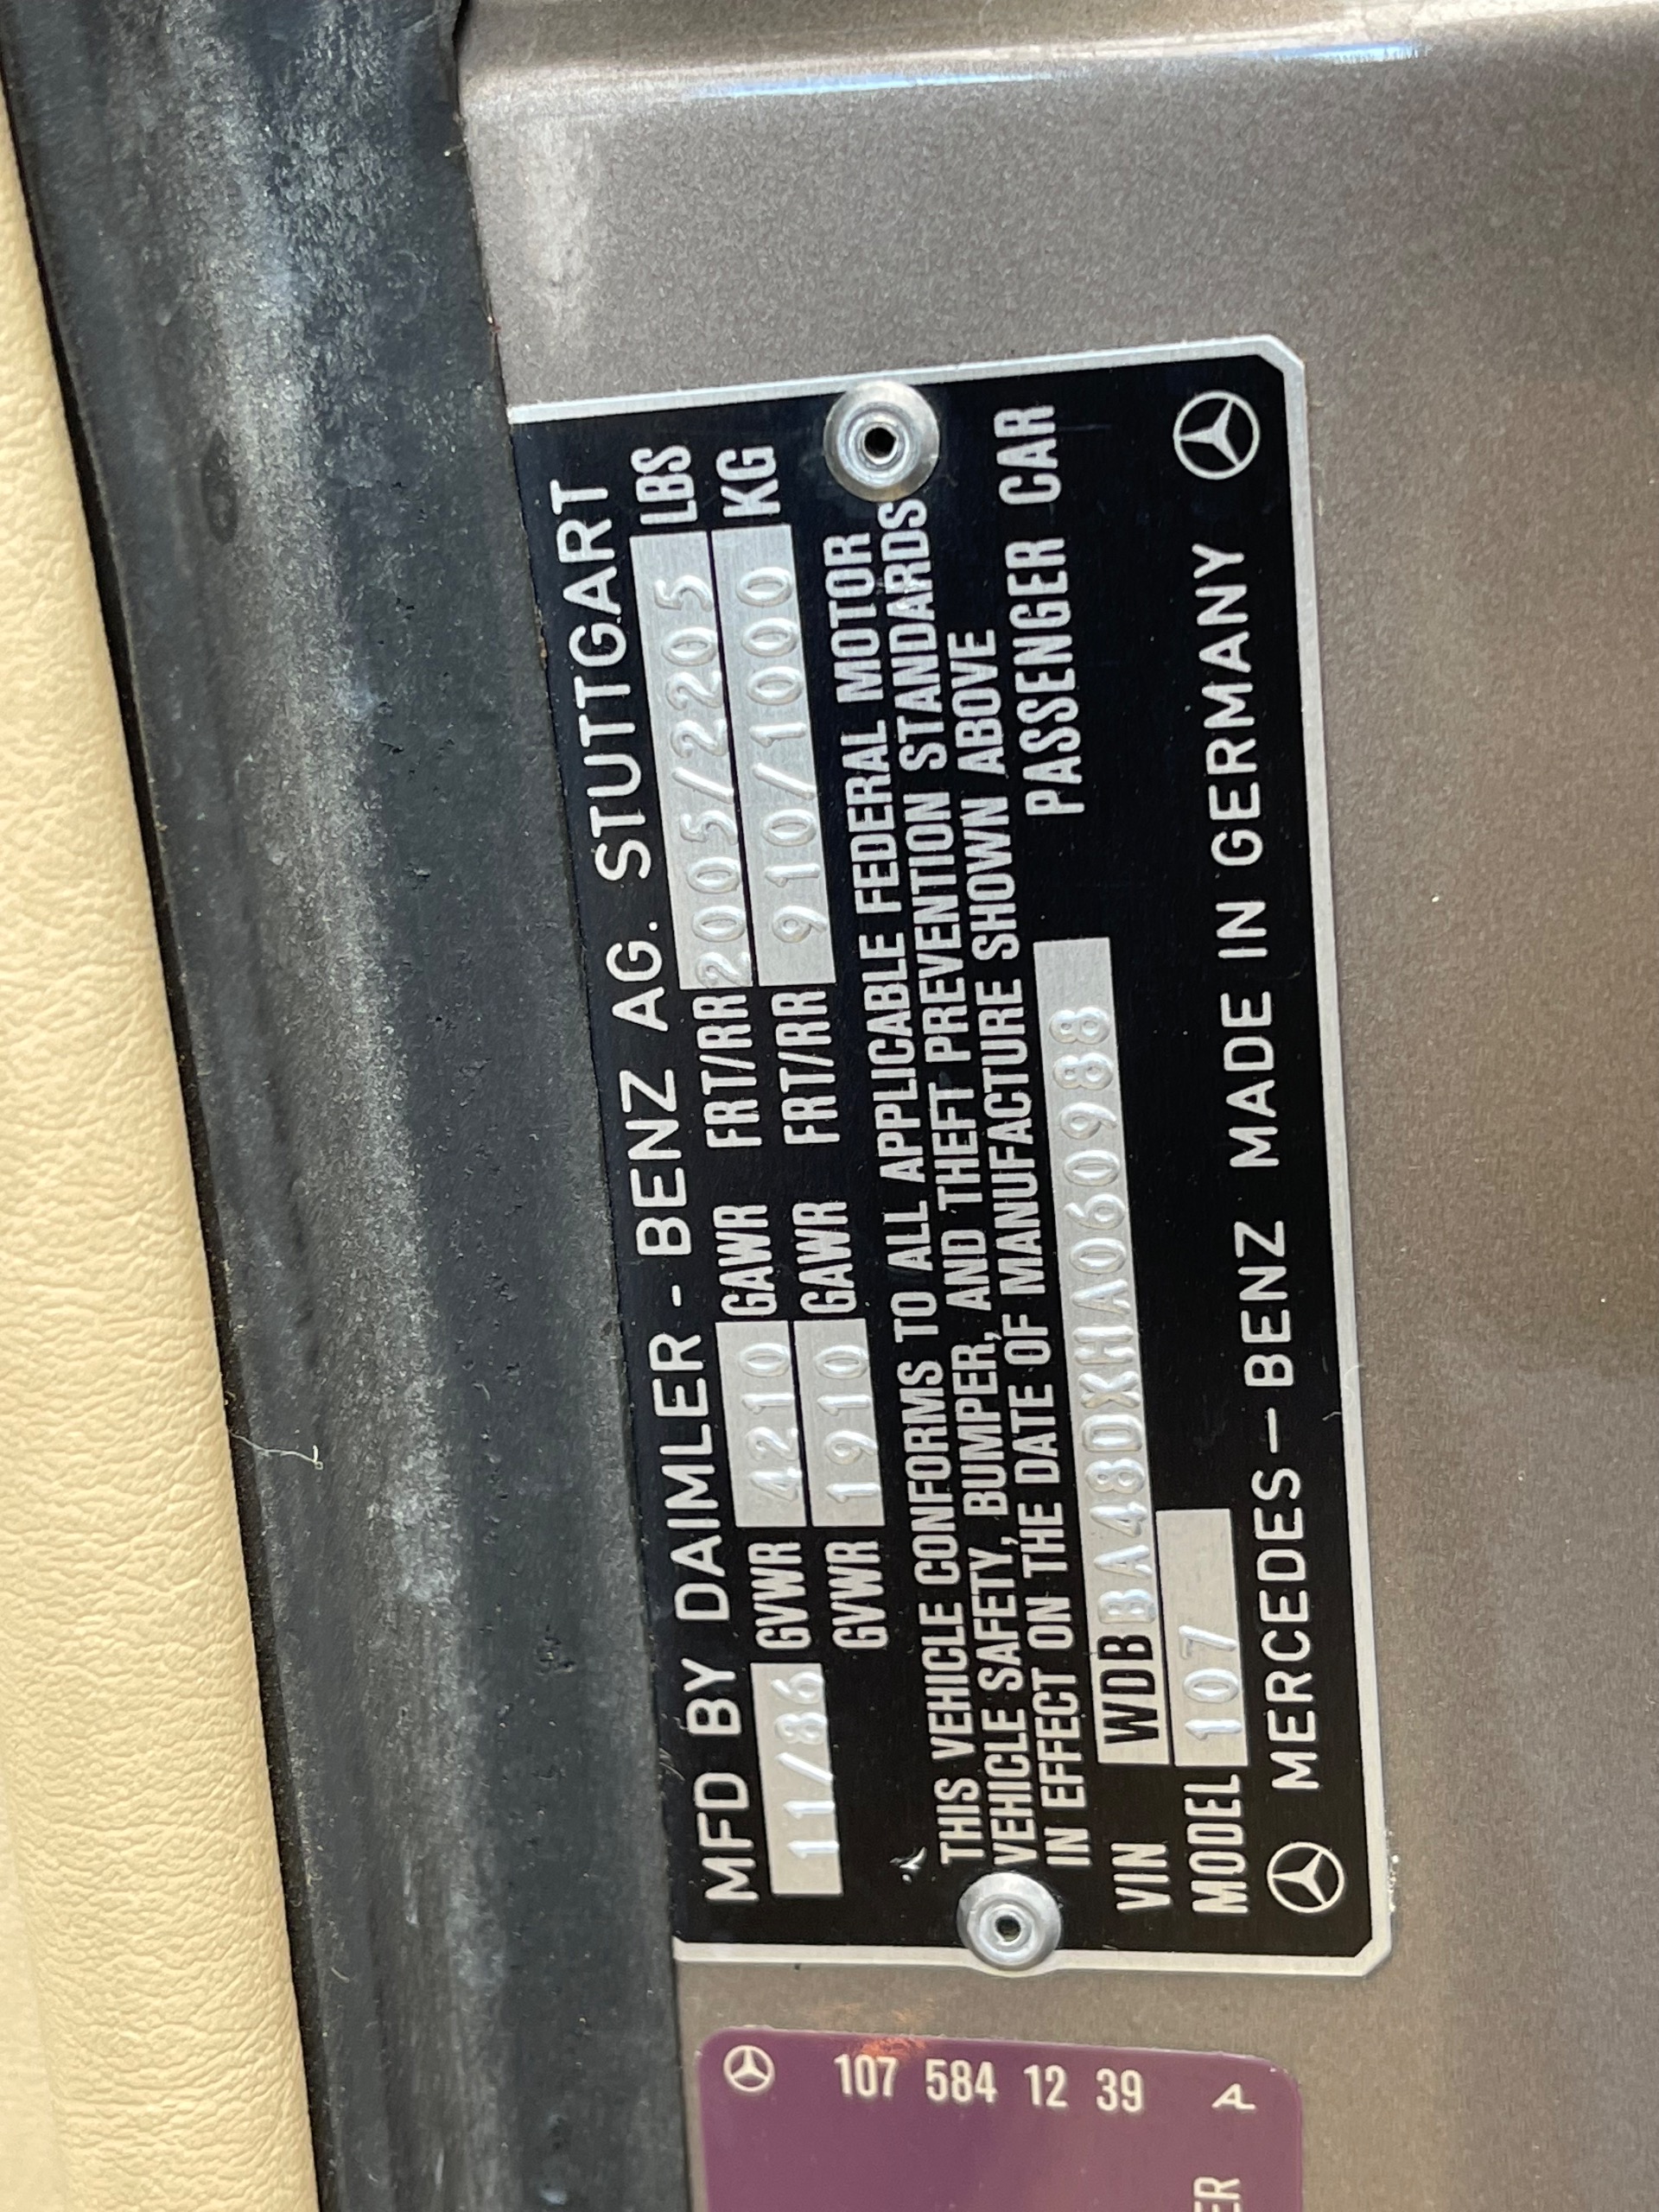 MFD BY DAIMLER - BENZ AG. STUTTGART
11/86 GVWR 4210 GAWR FRT/RR 2005/2205 LBS
GVWR 1910 GAWR FRT/RR 910/1000 KG
THIS VEHICLE CONFORMS TO ALL APPLICABLE FEDERAL MOTOR
VEHICLE SAFETY, BUMPER, AND THEFT PREVENTION STANDARDS
IN EFFECT ON THE DATE OF MANUFACTURE SHOWN ABOVE
VIN WDBBA48DXHA060988 PASSENGER CAR
MODEL 107
MERCEDES-BENZ MADE IN GERMANY
107 584 12 39 A